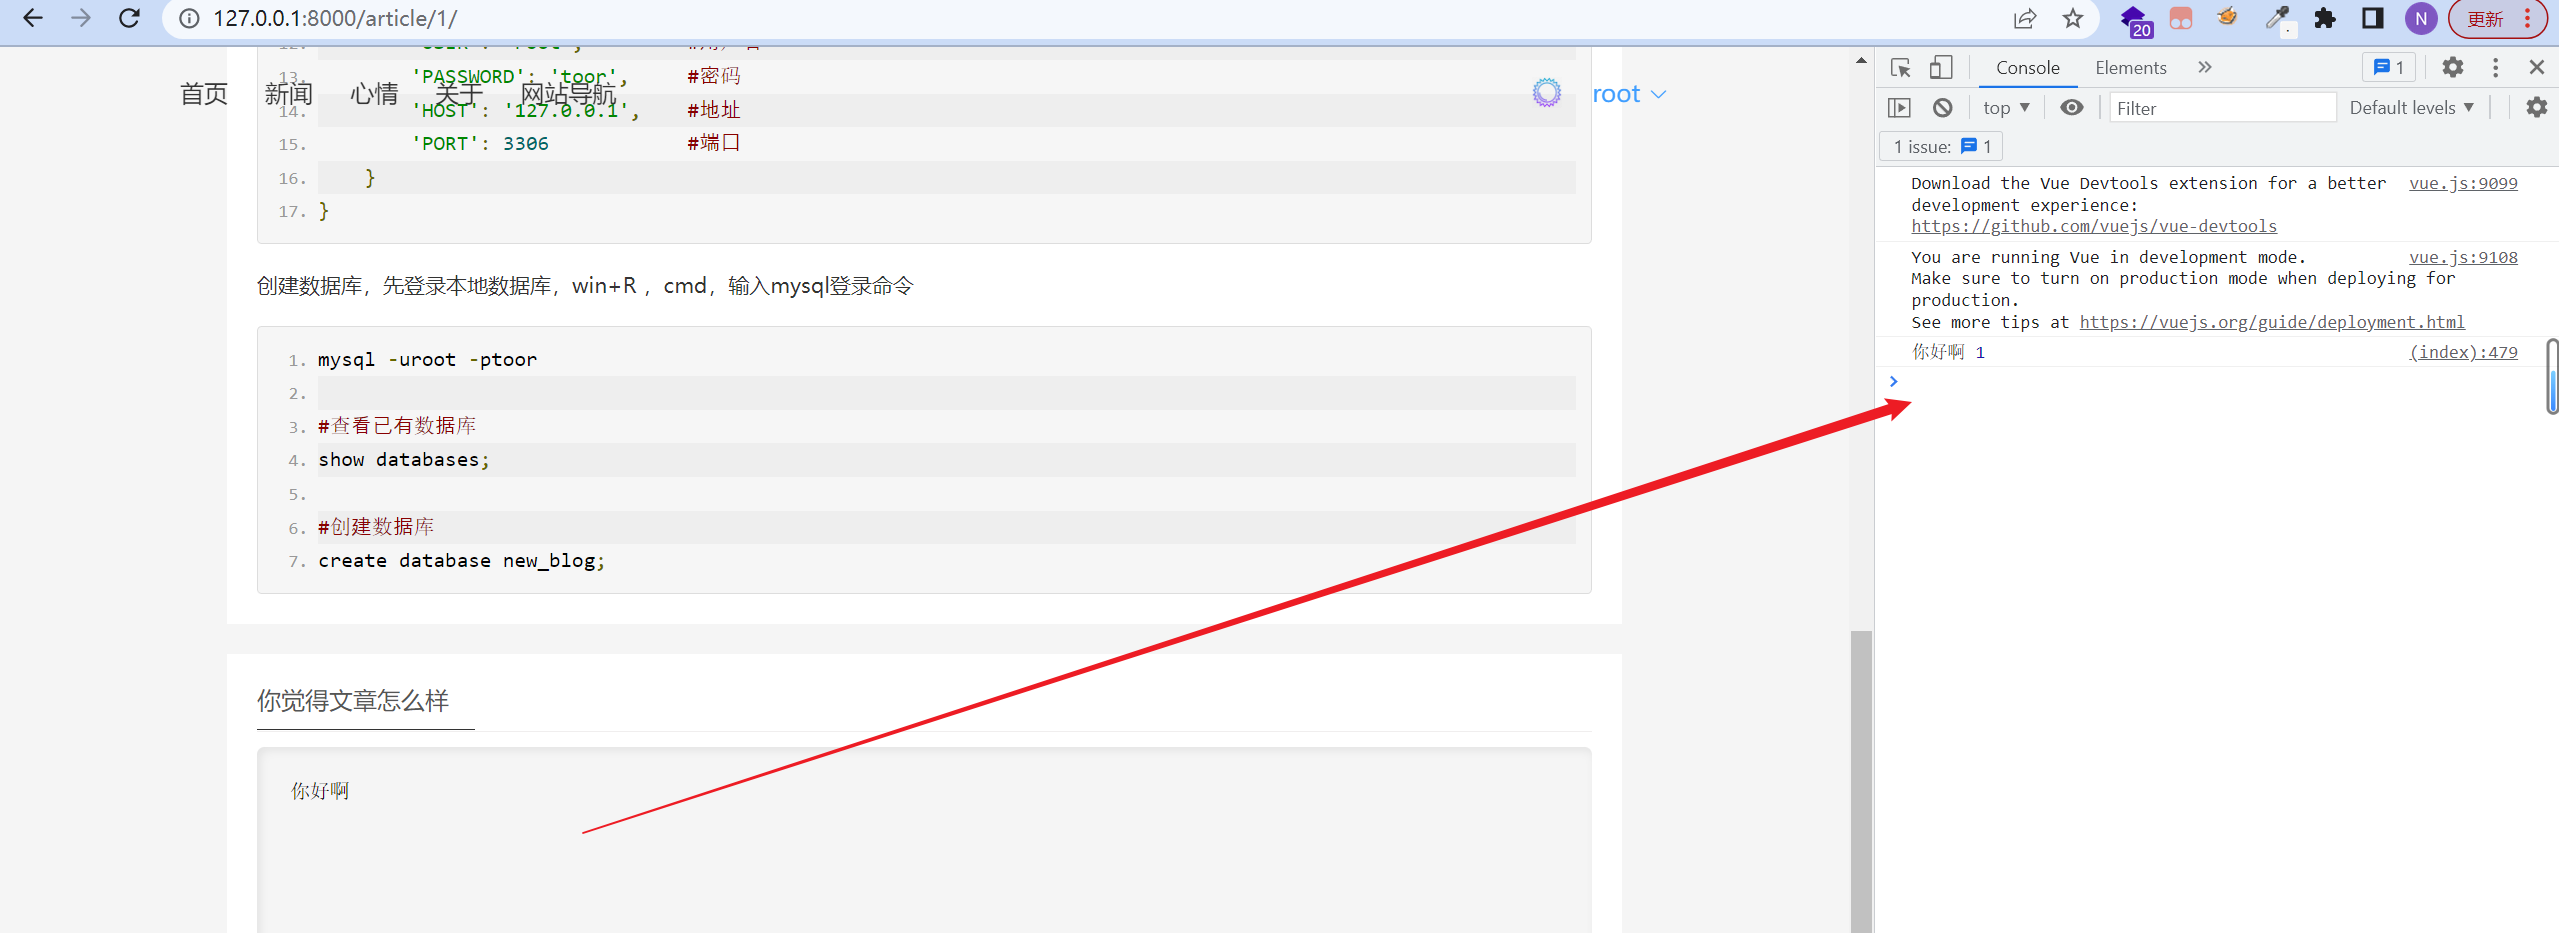 127.0.0.1:8000/article/1/
20
N
更新
首页 新闻 心情 关于 网站导航
root
13. 'PASSWORD': 'toor', #密码
14. 'HOST': '127.0.0.1', #地址
15. 'PORT': 3306 #端口
16. }
17. }
创建数据库，先登录本地数据库，win+R ，cmd，输入mysql登录命令
1. mysql -uroot -ptoor
2.
3. #查看已有数据库
4. show databases;
5.
6. #创建数据库
7. create database new_blog;
你觉得文章怎么样
你好啊
Console Elements » 1
top ▼ Filter Default levels ▼
1 issue: 1
Download the Vue Devtools extension for a better vue.js:9099
development experience:
https://github.com/vuejs/vue-devtools
You are running Vue in development mode. vue.js:9108
Make sure to turn on production mode when deploying for
production.
See more tips at https://vuejs.org/guide/deployment.html
你好啊 1 (index):479